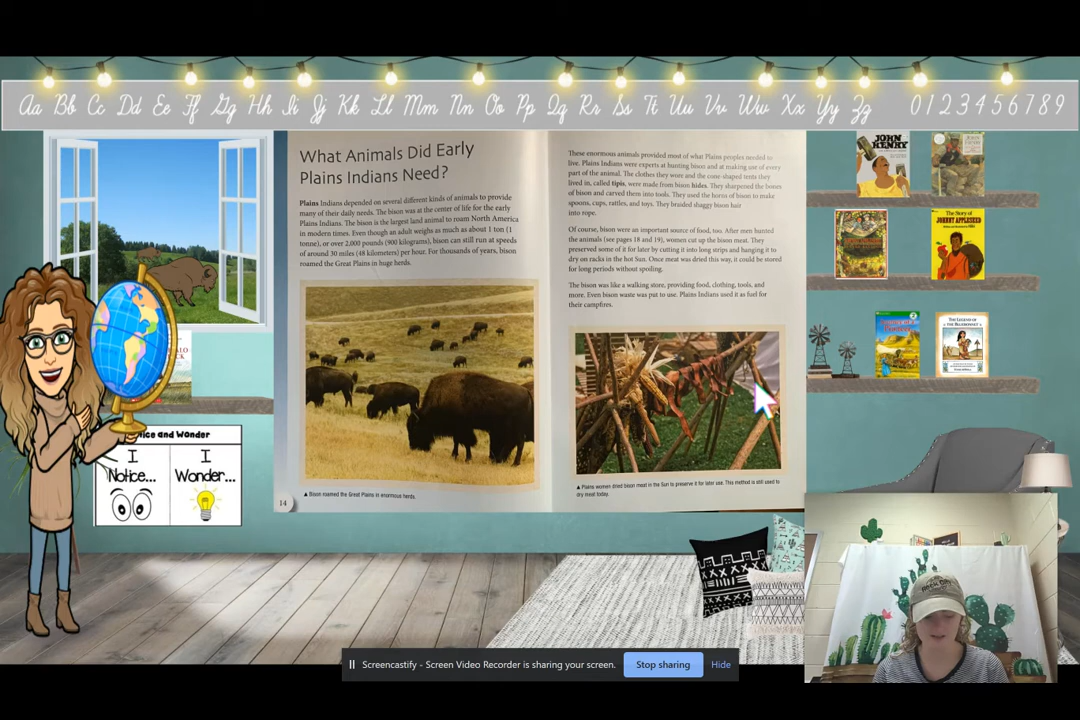 Aa Bb Cc Dd Ee Ff Gg Hh Ii Jj Kk Ll Mm Nn Oo Pp Qq Rr Ss Tt Uu Vv Ww Xx Yy Zz 0123456789
What Animals Did Early
Plains Indians Need?
Plains Indians depended on several different kinds of animals to provide
many of their daily needs. The bison was at the center of life for the early
Plains Indians. The bison is the largest land animal to roam North America
in modern times. Even though an adult weighs as much as about 1 ton (1
tonne), or over 2,000 pounds (900 kilograms), bison can still run at speeds
of around 30 miles (48 kilometers) per hour. For thousands of years, bison
roamed the Great Plains in huge herds.
▲ Bison roamed the Great Plains in enormous herds.
14
These enormous animals provided most of what Plains peoples needed to
live. Plains Indians were experts at hunting bison and at making use of every
part of the animal. The clothes they wore and the cone-shaped tents they
lived in, called tipis, were made from bison hides. They sharpened the bones
of bison and carved them into tools. They used the horns of bison to make
spoons, cups, rattles, and toys. They braided shaggy bison hair
into rope.
Of course, bison were an important source of food, too. After men hunted
the animals (see pages 18 and 19), women cut up the bison meat. They
preserved some of it for later by cutting it into long strips and hanging it to
dry on racks in the hot Sun. Once meat was dried this way, it could be stored
for long periods without spoiling.
The bison was like a walking store, providing food, clothing, tools, and
more. Even bison waste was put to use. Plains Indians used it as fuel for
their campfires.
▲ Plains women dried bison meat in the Sun to preserve it for later use. This method is still used to
dry meat today.
JOHN
HENRY
The Story of
JOHNNY APPLESEED
THE LEGEND OF
THE BLUEBONNET
ice and Wonder
I
Notice...
I
Wonder...
Screencastify - Screen Video Recorder is sharing your screen.
Stop sharing
Hide